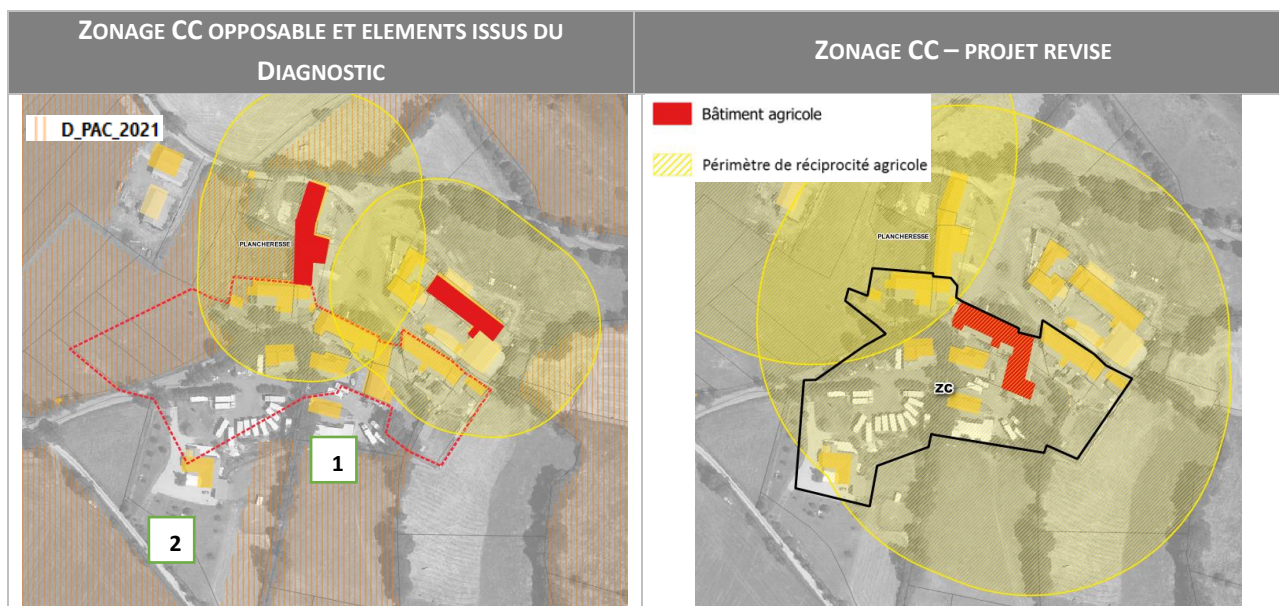 ZONAGE CC OPPOSABLE ET ELEMENTS ISSUS DU
DIAGNOSTIC
ZONAGE CC – PROJET REVISE
D_PAC_2021
PLANCHERESSE
1
2
Bâtiment agricole
Périmètre de réciprocité agricole
PLANCHERESSE
ZC